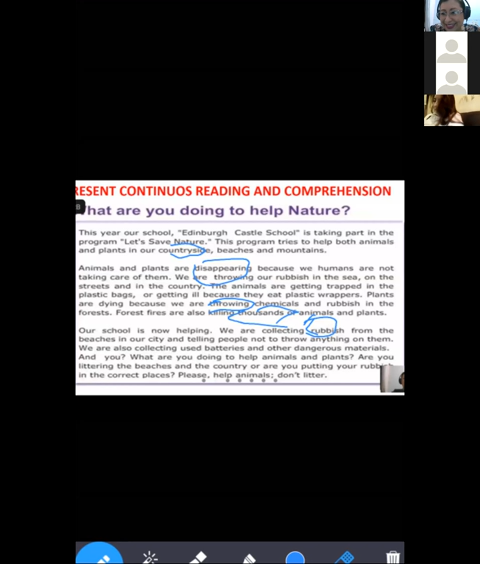 RESENT CONTINUOS READING AND COMPREHENSION
hat are you doing to help Nature?
This year our school, "Edinburgh Castle School" is taking part in the
program "Let's Save Nature." This program tries to help both animals
and plants in our countryside, beaches and mountains.
Animals and plants are disappearing because we humans are not
taking care of them. We are throwing our rubbish in the sea, on the
streets and in the country. The animals are getting trapped in the
plastic bags, or getting ill because they eat plastic wrappers. Plants
are dying because we are throwing chemicals and rubbish in the
forests. Forest fires are also killing thousands of animals and plants.
Our school is now helping. We are collecting rubbish from the
beaches in our city and telling people not to throw anything on them.
We are also collecting used batteries and other dangerous materials.
And you? What are you doing to help animals and plants? Are you
littering the beaches and the country or are you putting your rubbish
in the correct places? Please, help animals; don't litter.